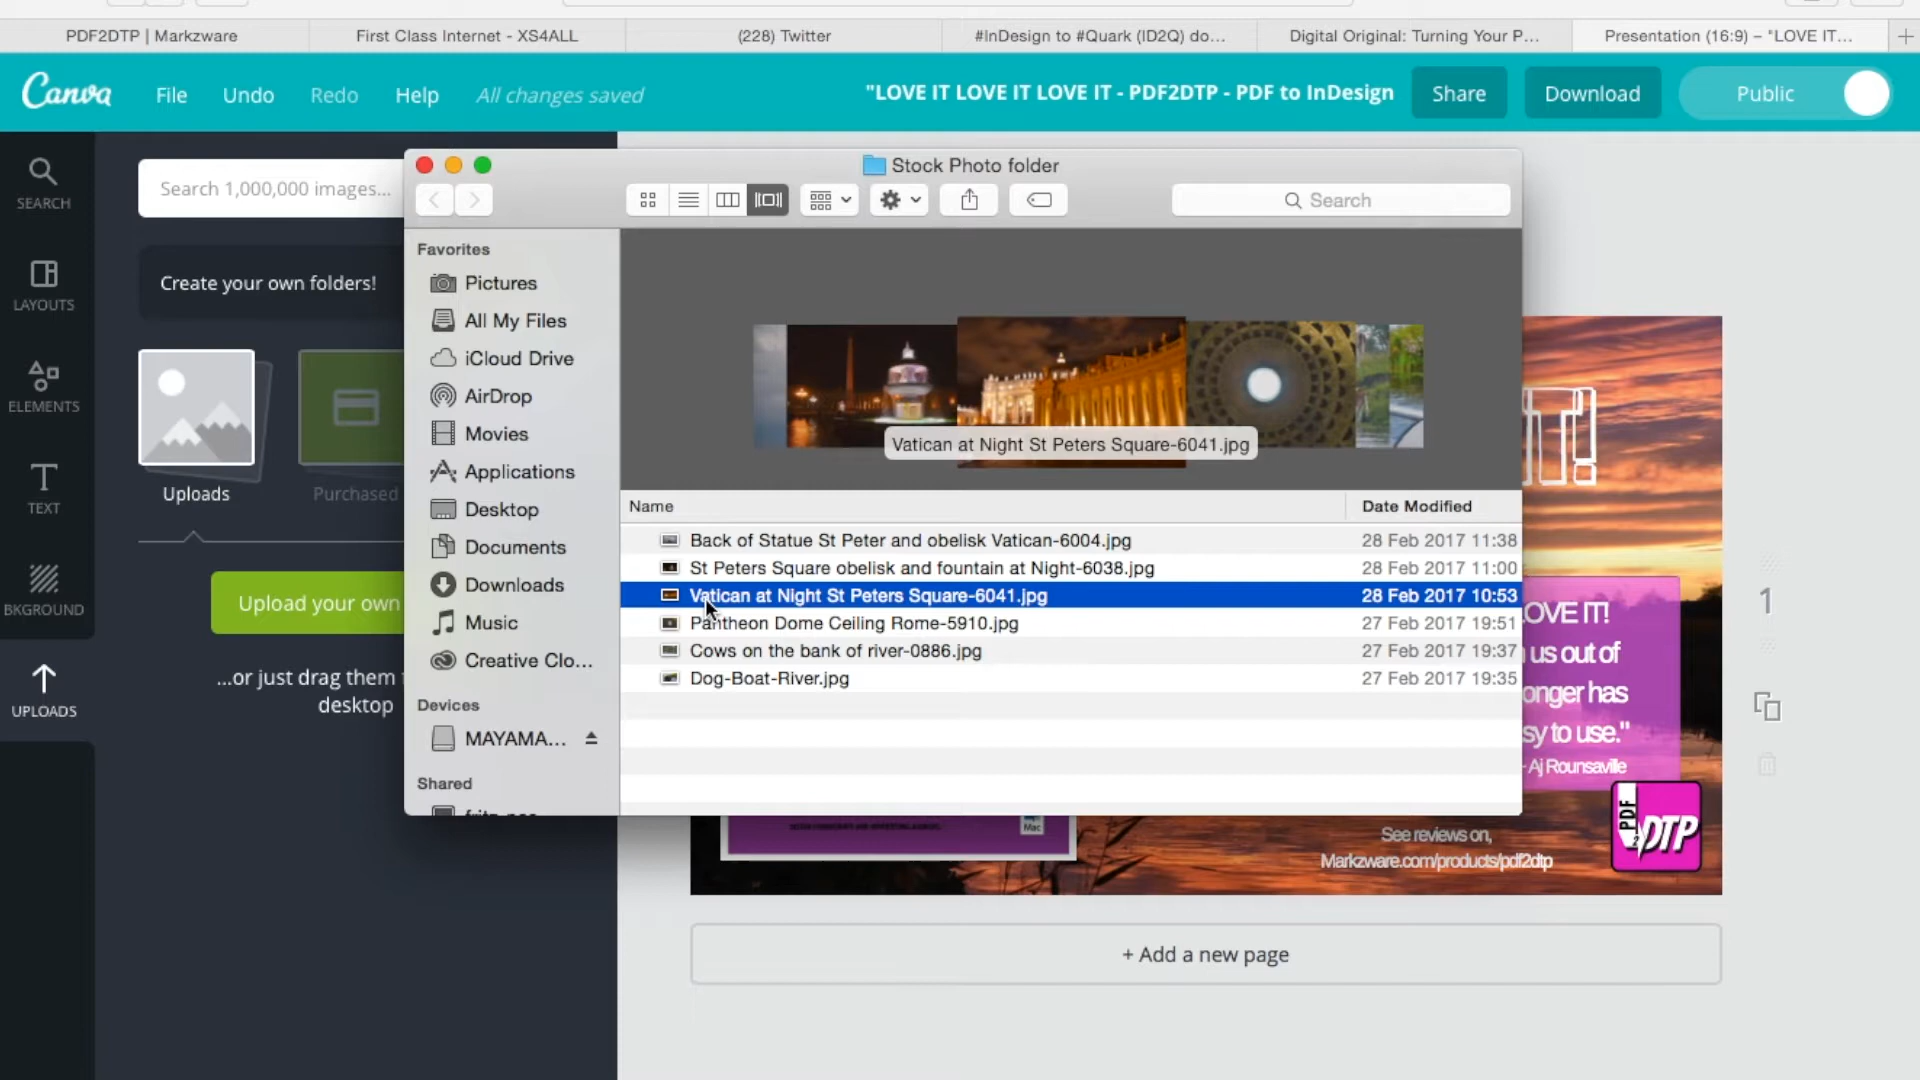 PDF2DTP | Markzware
First Class Internet - XS4ALL
(228) Twitter
#InDesign to #Quark (ID2Q) do...
Digital Original: Turning Your P...
Presentation (16:9) – "LOVE IT...
Canva
File
Undo
Redo
Help
All changes saved
"LOVE IT LOVE IT LOVE IT - PDF2DTP - PDF to InDesign
Share
Download
Public
SEARCH
LAYOUTS
ELEMENTS
TEXT
BKGROUND
UPLOADS
Search 1,000,000 images...
Create your own folders!
Uploads
Purchased
Upload your own
...or just drag them
desktop
Stock Photo folder
Search
Favorites
Pictures
All My Files
iCloud Drive
AirDrop
Movies
Applications
Desktop
Documents
Downloads
Music
Creative Clo...
Devices
MAYAMA...
Shared
Vatican at Night St Peters Square-6041.jpg
Name
Date Modified
Back of Statue St Peter and obelisk Vatican-6004.jpg 28 Feb 2017 11:38
St Peters Square obelisk and fountain at Night-6038.jpg 28 Feb 2017 11:00
Vatican at Night St Peters Square-6041.jpg 28 Feb 2017 10:53
Pantheon Dome Ceiling Rome-5910.jpg 27 Feb 2017 19:51
Cows on the bank of river-0886.jpg 27 Feb 2017 19:37
Dog-Boat-River.jpg 27 Feb 2017 19:35
T!
OVE IT!
us out of
onger has
sy to use."
- Aj Rounsaville
Mac
See reviews on,
Markzware.com/products/pdf2dtp
PDF
2
DTP
1
+ Add a new page